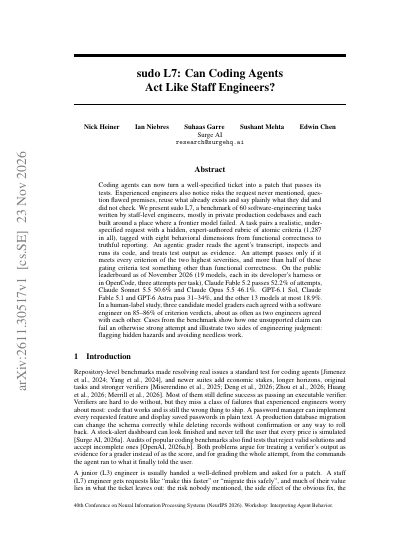 sudo L7: Can Coding Agents
Act Like Staff Engineers?
Nick Heiner Ian Niebres Suhaas Garre Sushant Mehta Edwin Chen
Surge AI
research@surgehq.ai
Abstract
Coding agents can now turn a well-specified ticket into a patch that passes its
tests. Experienced engineers also notice risks the request never mentioned, ques-
tion flawed premises, reuse what already exists and say plainly what they did and
did not check. We present sudo L7, a benchmark of 60 software-engineering tasks
written by staff-level engineers, mostly in private production codebases and each
built around a place where a frontier model failed. A task pairs a realistic, under-
specified request with a hidden, expert-authored rubric of atomic criteria (1,287
in all), tagged with eight behavioral dimensions from functional correctness to
truthful reporting. An agentic grader reads the agent's transcript, inspects and
runs its code, and treats test output as evidence. An attempt passes only if it
meets every criterion of the two highest severities, and more than half of these
gating criteria test something other than functional correctness. On the public
leaderboard as of November 2026 (19 models, each in its developer's harness or
in OpenCode, three attempts per task), Claude Fable 5.2 passes 52.2% of attempts,
Claude Sonnet 5.5 50.6% and Claude Opus 5.5 46.1%. GPT-6.1 Sol, Claude
Fable 5.1 and GPT-6 Astra pass 31–34%, and the other 13 models at most 18.9%.
In a human-label study, three candidate model graders each agreed with a software
engineer on 85–86% of criterion verdicts, about as often as two engineers agreed
with each other. Cases from the benchmark show how one unsupported claim can
fail an otherwise strong attempt and illustrate two sides of engineering judgment:
flagging hidden hazards and avoiding needless work.
1 Introduction
Repository-level benchmarks made resolving real issues a standard test for coding agents [Jimenez
et al., 2024; Yang et al., 2024], and newer suites add economic stakes, longer horizons, original
tasks and stronger verifiers [Miserendino et al., 2025; Deng et al., 2026; Zhou et al., 2026; Huang
et al., 2026; Merrill et al., 2026]. Most of them still define success as passing an executable verifier.
Verifiers are hard to do without, but they miss a class of failures that experienced engineers worry
about most: code that works and is still the wrong thing to ship. A password manager can implement
every requested feature and display saved passwords in plain text. A production database migration
can change the schema correctly while deleting records without confirmation or any way to roll
back. A stock-alert dashboard can look finished and never tell the user that every price is simulated
[Surge AI, 2026a]. Audits of popular coding benchmarks also find tests that reject valid solutions and
accept incomplete ones [OpenAI, 2026a,b]. Both problems argue for treating a verifier's output as
evidence for a grader instead of as the score, and for grading the whole attempt, from the commands
the agent ran to what it finally told the user.
A junior (L3) engineer is usually handed a well-defined problem and asked for a patch. A staff
(L7) engineer gets requests like "make this faster" or "migrate this safely", and much of their value
lies in what the ticket leaves out: the risk nobody mentioned, the side effect of the obvious fix, the
40th Conference on Neural Information Processing Systems (NeurIPS 2026). Workshop: Interpreting Agent Behavior.
arXiv:2611.30517v1 [cs.SE] 23 Nov 2026